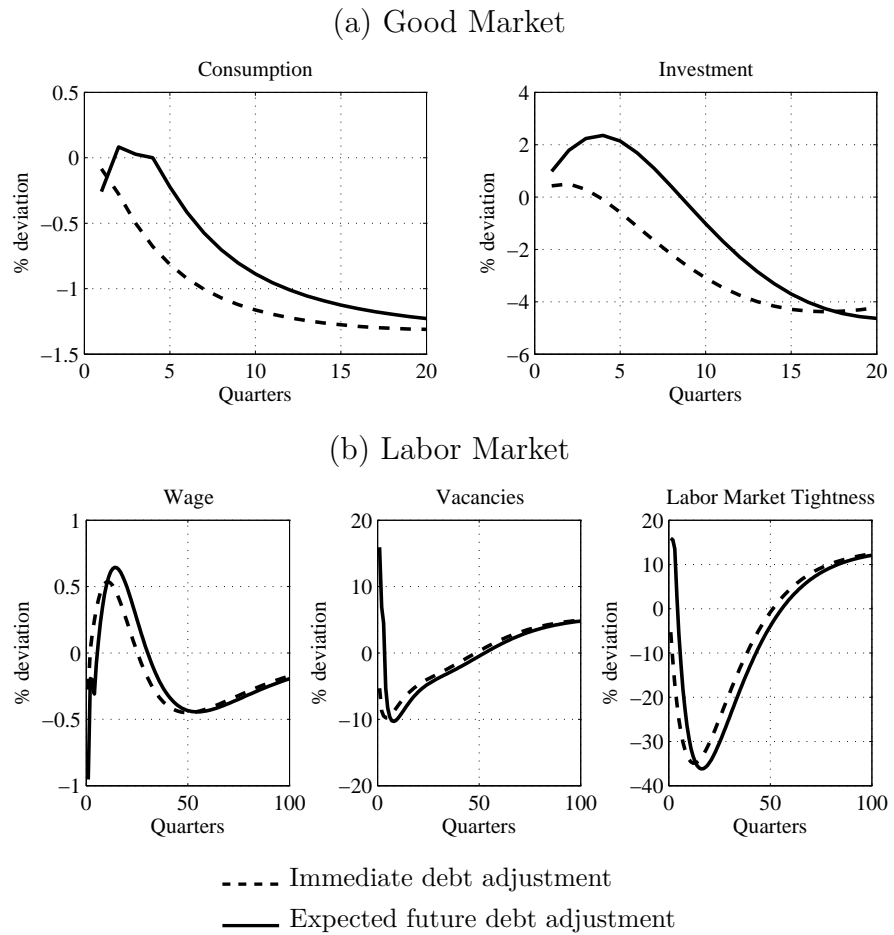 (a) Good Market
Consumption
Investment
0.5
0
−0.5
−1
−1.5
% deviation
0 5 10 15 20
Quarters
4
2
0
−2
−4
−6
% deviation
0 5 10 15 20
Quarters
(b) Labor Market
Wage
Vacancies
Labor Market Tightness
1
0.5
0
−0.5
−1
% deviation
0 50 100
Quarters
20
10
0
−10
−20
% deviation
0 50 100
Quarters
20
10
0
−10
−20
−30
−40
% deviation
0 50 100
Quarters
Immediate debt adjustment
Expected future debt adjustment